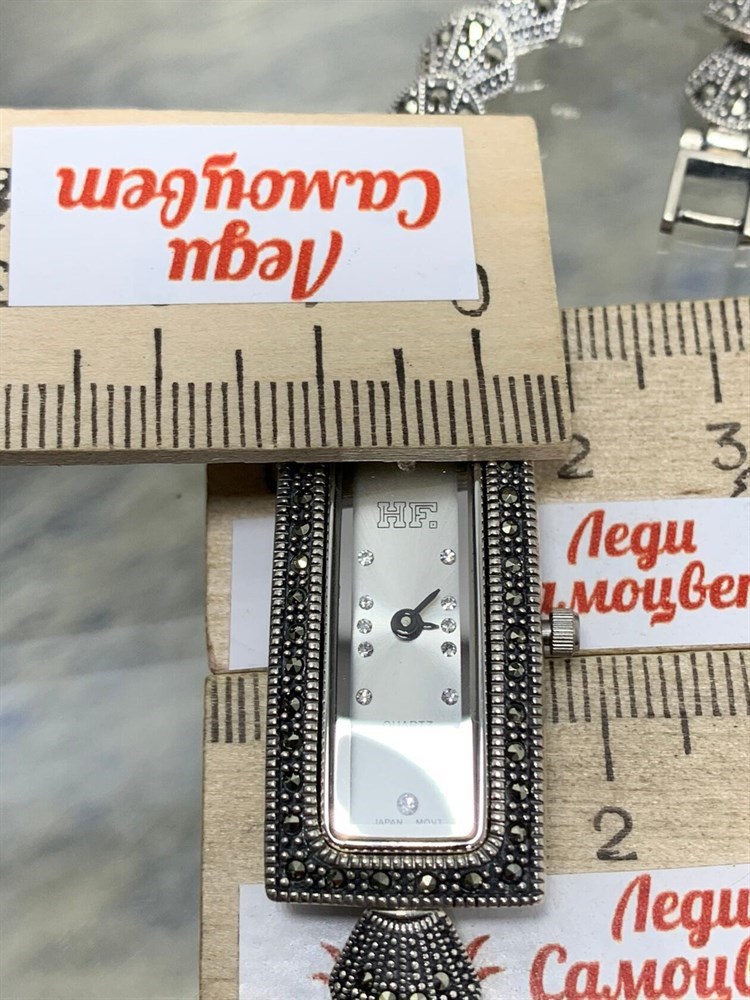 Леди
Самоцвет
0
2
3
HF.
Леди
QUARTZ
JAPAN MOVT
2
Леди